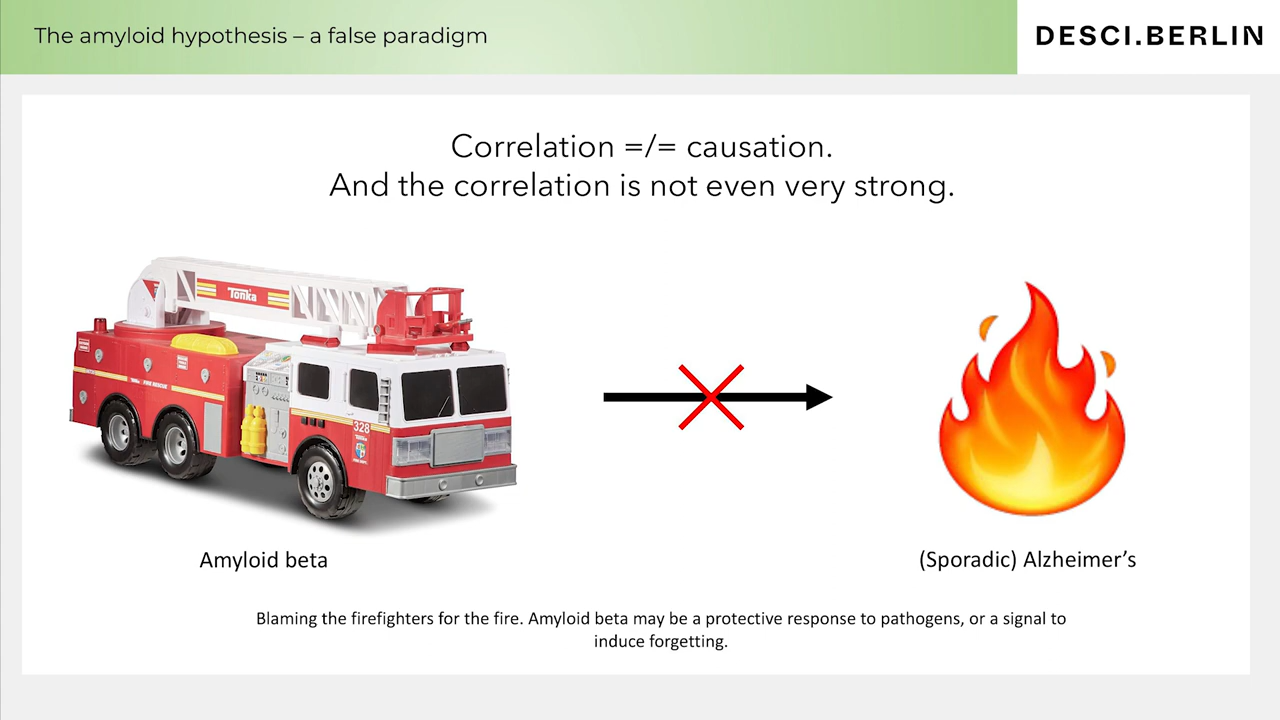 The amyloid hypothesis – a false paradigm
DESCI.BERLIN
Correlation =/= causation.
And the correlation is not even very strong.
Tonka
328
Amyloid beta
(Sporadic) Alzheimer's
Blaming the firefighters for the fire. Amyloid beta may be a protective response to pathogens, or a signal to
induce forgetting.